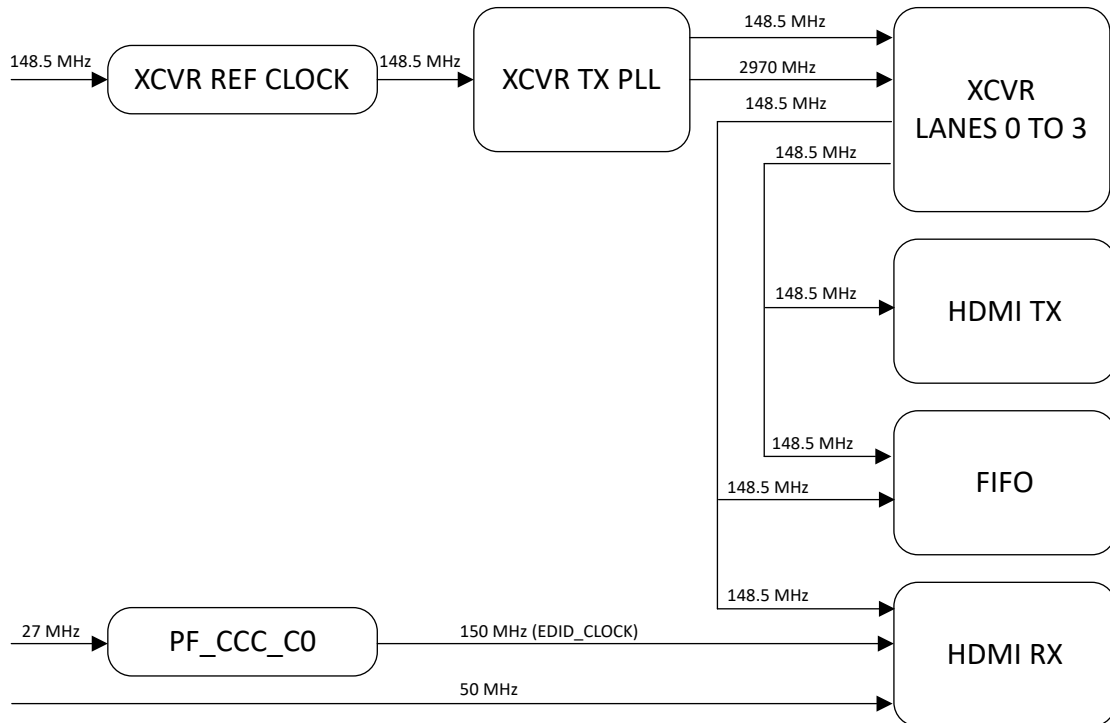 148.5 MHz
XCVR REF CLOCK
148.5 MHz
XCVR TX PLL
148.5 MHz
2970 MHz
148.5 MHz
148.5 MHz
XCVR
LANES 0 TO 3
148.5 MHz
HDMI TX
148.5 MHz
148.5 MHz
FIFO
148.5 MHz
27 MHz
PF_CCC_C0
150 MHz (EDID_CLOCK)
50 MHz
HDMI RX